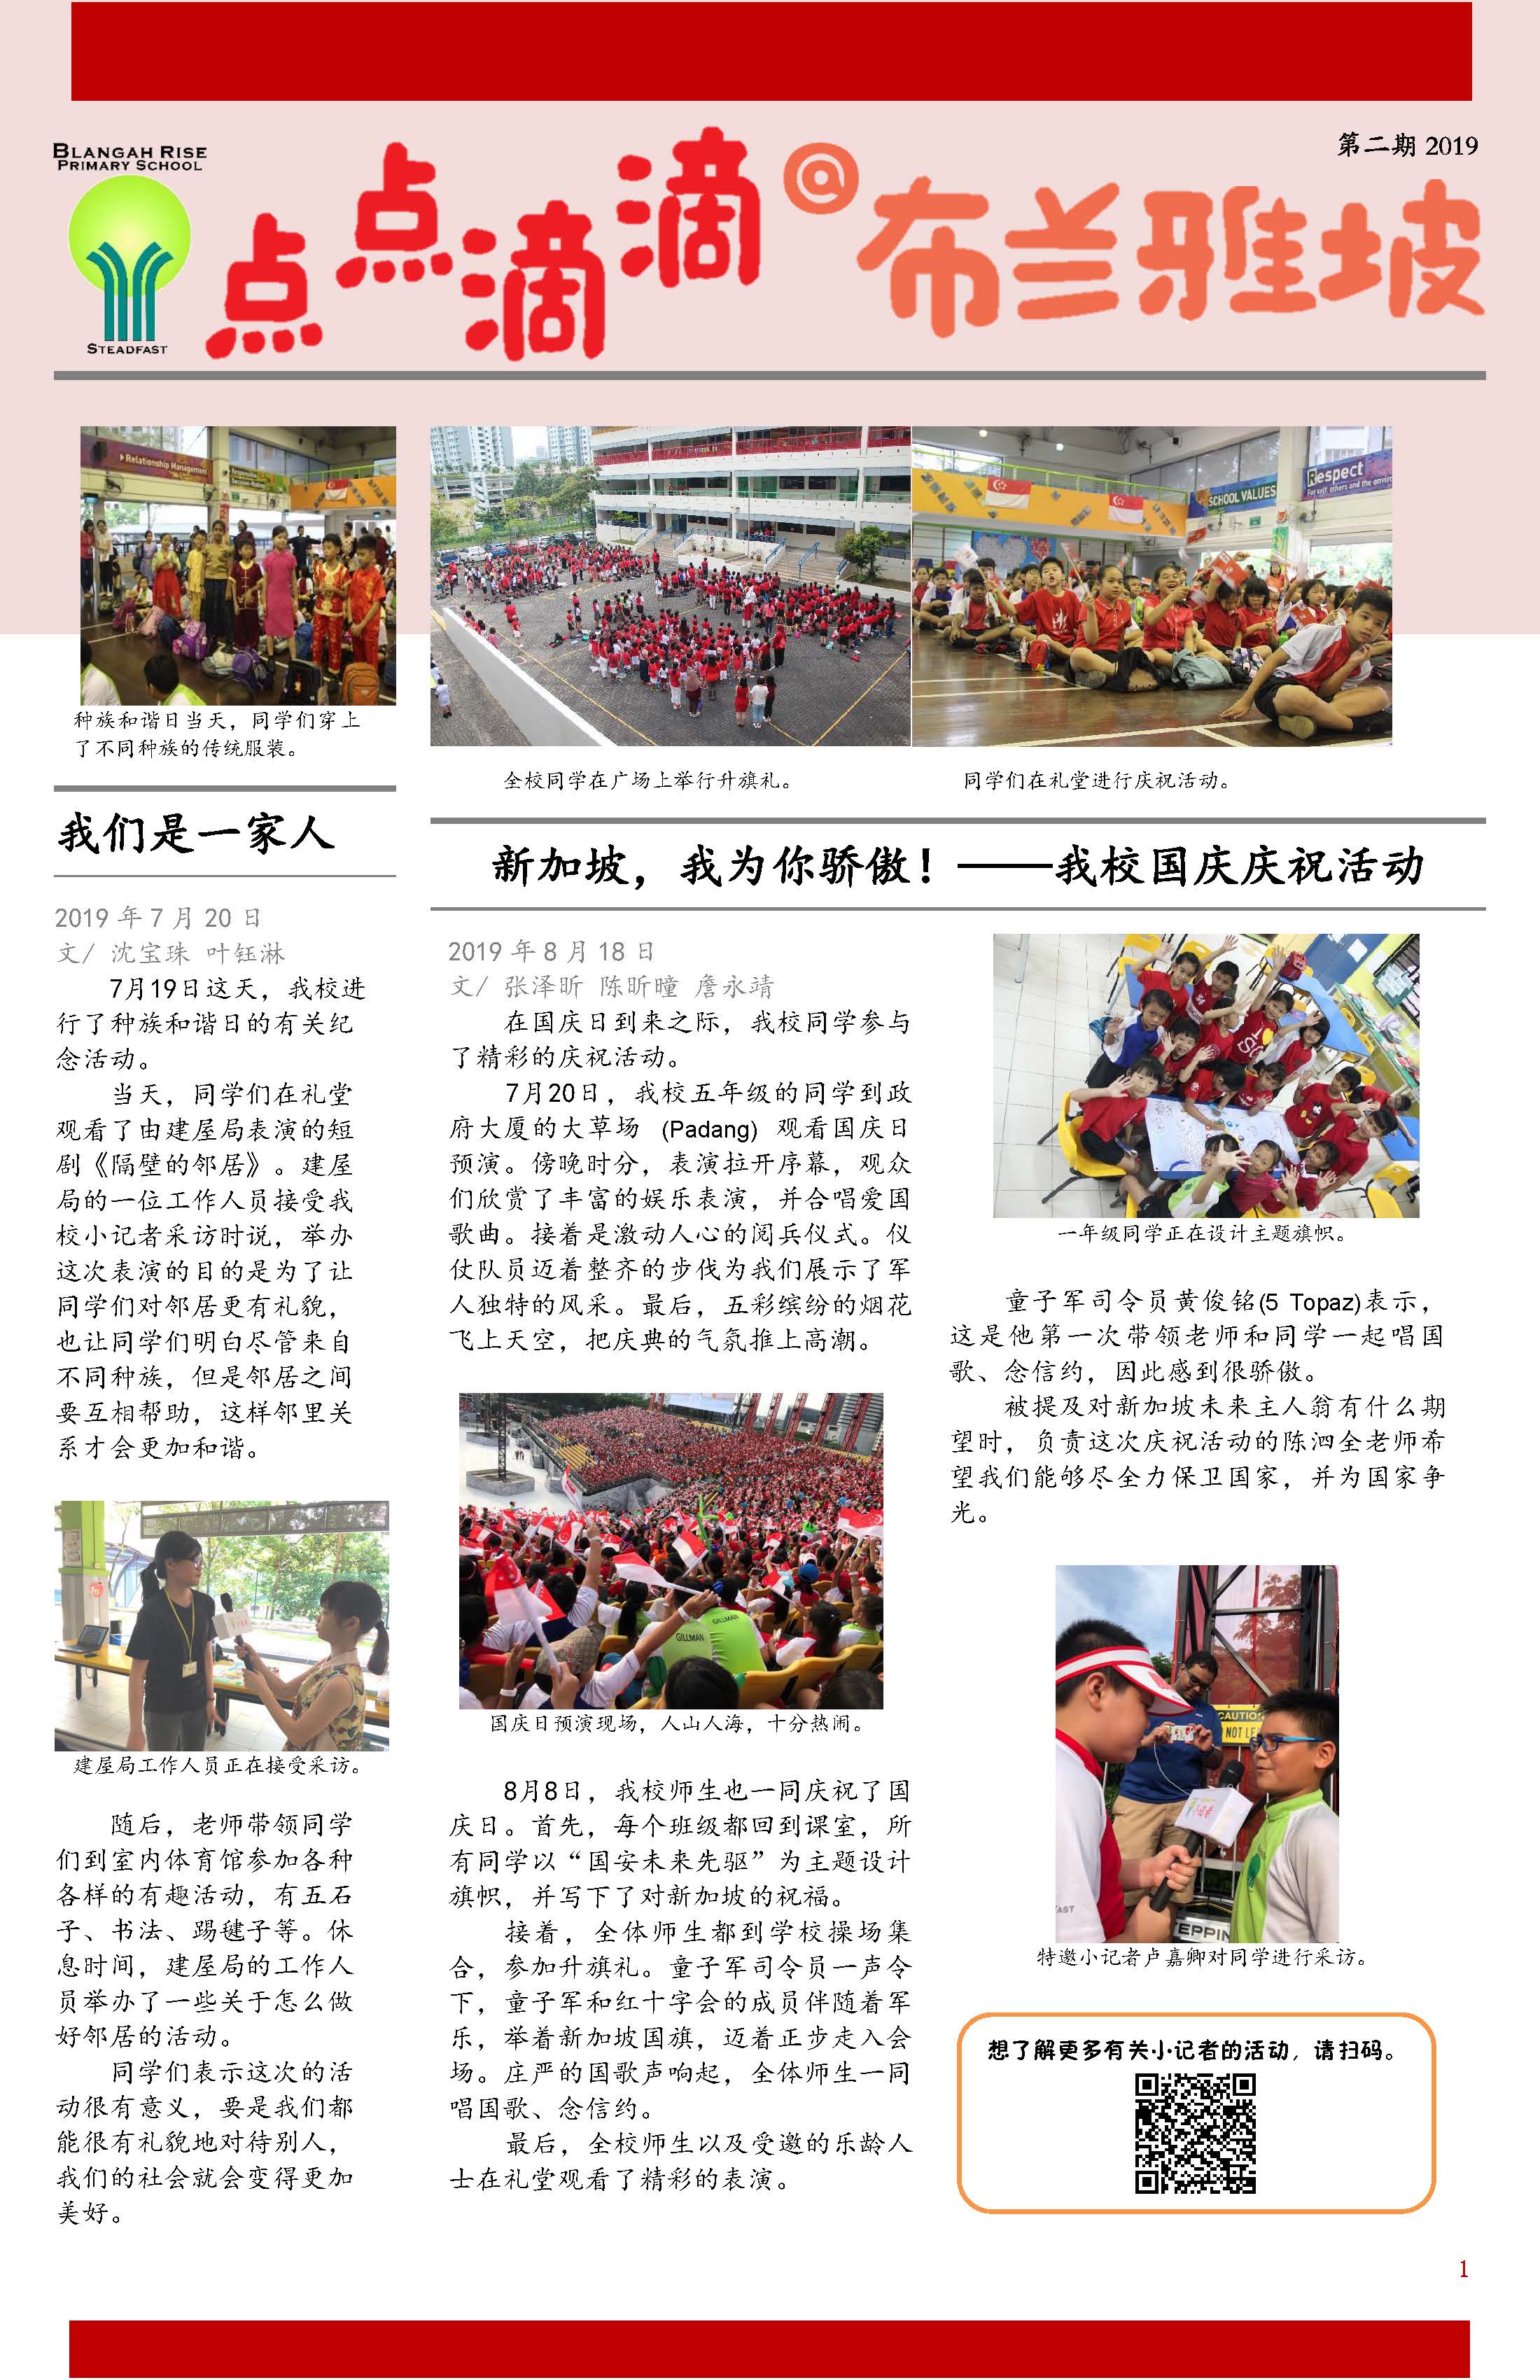 第二期 2019
BLANGAH RISE
PRIMARY SCHOOL
STEADFAST
点点滴滴@布兰雅坡
Relationship Management
SCHOOL VALUES
Respect
For self others and the
种族和谐日当天，同学们穿上
了不同种族的传统服装。
全校同学在广场上举行升旗礼。
同学们在礼堂进行庆祝活动。
我们是一家人
2019 年 7 月 20 日
文/ 沈宝珠 叶钰淋
7月19日这天，我校进
行了种族和谐日的有关纪
念活动。
当天，同学们在礼堂
观看了由建屋局表演的短
剧《隔壁的邻居》。建屋
局的一位工作人员接受我
校小记者采访时说，举办
这次表演的目的是为了让
同学们对邻居更有礼貌，
也让同学们明白尽管来自
不同种族，但是邻居之间
要互相帮助，这样邻里关
系才会更加和谐。
建屋局工作人员正在接受采访。
随后，老师带领同学
们到室内体育馆参加各种
各样的有趣活动，有五石
子、书法、踢毽子等。休
息时间，建屋局的工作人
员举办了一些关于怎么做
好邻居的活动。
同学们表示这次的活
动很有意义，要是我们都
能很有礼貌地对待别人，
我们的社会就会变得更加
美好。
新加坡，我为你骄傲！——我校国庆庆祝活动
2019 年 8 月 18 日
文/ 张泽昕 陈昕曈 詹永靖
在国庆日到来之际，我校同学参与
了精彩的庆祝活动。
7月20日，我校五年级的同学到政
府大厦的大草场 (Padang) 观看国庆日
预演。傍晚时分，表演拉开序幕，观众
们欣赏了丰富的娱乐表演，并合唱爱国
歌曲。接着是激动人心的阅兵仪式。仪
仗队员迈着整齐的步伐为我们展示了军
人独特的风采。最后，五彩缤纷的烟花
飞上天空，把庆典的气氛推上高潮。
GILLMAN
GILLMAN
国庆日预演现场，人山人海，十分热闹。
8月8日，我校师生也一同庆祝了国
庆日。首先，每个班级都回到课室，所
有同学以“国安未来先驱”为主题设计
旗帜，并写下了对新加坡的祝福。
接着，全体师生都到学校操场集
合，参加升旗礼。童子军司令员一声令
下，童子军和红十字会的成员伴随着军
乐，举着新加坡国旗，迈着正步走入会
场。庄严的国歌声响起，全体师生一同
唱国歌、念信约。
最后，全校师生以及受邀的乐龄人
士在礼堂观看了精彩的表演。
一年级同学正在设计主题旗帜。
童子军司令员黄俊铭(5 Topaz)表示，
这是他第一次带领老师和同学一起唱国
歌、念信约，因此感到很骄傲。
被提及对新加坡未来主人翁有什么期
望时，负责这次庆祝活动的陈泗全老师希
望我们能够尽全力保卫国家，并为国家争
光。
CAUTION
NOT
特邀小记者卢嘉卿对同学进行采访。
想了解更多有关小记者的活动，请扫码。
1